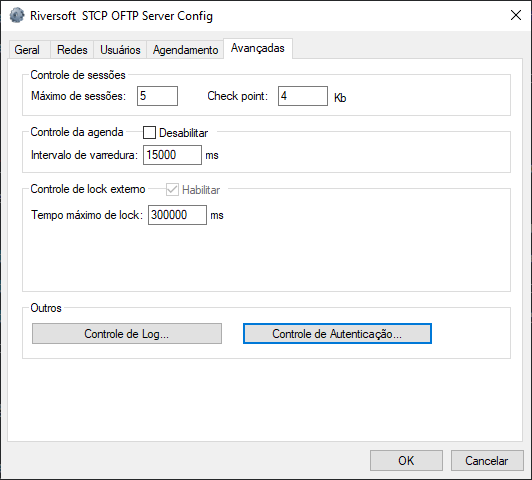 Riversoft STCP OFTP Server Config
Geral Redes Usuários Agendamento Avançadas
Controle de sessões
Máximo de sessões: 5 Check point: 4 Kb
Controle da agenda Desabilitar
Intervalo de varredura: 15000 ms
Controle de lock externo Habilitar
Tempo máximo de lock: 300000 ms
Outros
Controle de Log... Controle de Autenticação...
OK Cancelar